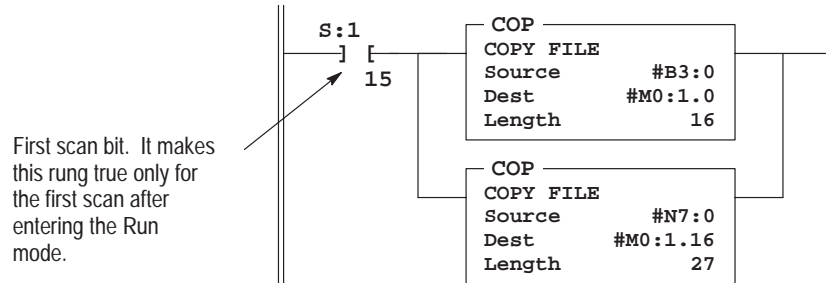 S:1
] [
15
COP
COPY FILE
Source #B3:0
Dest #M0:1.0
Length 16
First scan bit. It makes
this rung true only for
the first scan after
entering the Run
mode.
COP
COPY FILE
Source #N7:0
Dest #M0:1.16
Length 27